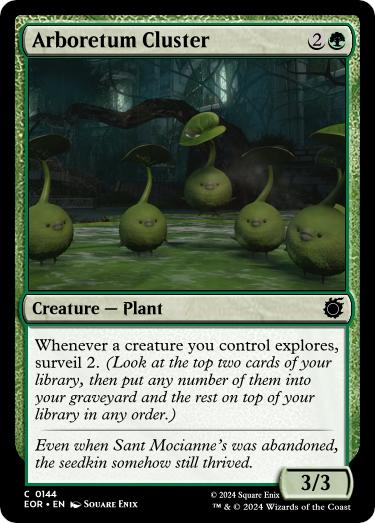 Arboretum Cluster 2
Creature — Plant
Whenever a creature you control explores,
surveil 2. (Look at the top two cards of your
library, then put any number of them into
your graveyard and the rest on top of your
library in any order.)
Even when Sant Mocianne's was abandoned,
the seedkin somehow still thrived.
3/3
C 0144
EOR • EN Square Enix
© 2024 Square Enix
™ & © 2024 Wizards of the Coast